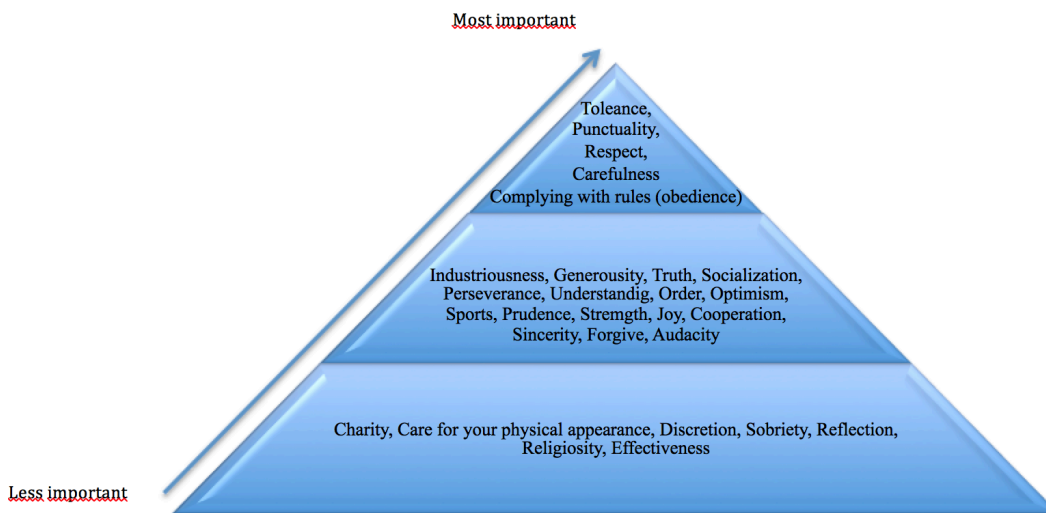 Most important
Toleance,
Punctuality,
Respect,
Carefulness
Complying with rules (obedience)
Industriousness, Generousity, Truth, Socialization,
Perseverance, Understandig, Order, Optimism,
Sports, Prudence, Stremgth, Joy, Cooperation,
Sincerity, Forgive, Audacity
Charity, Care for your physical appearance, Discretion, Sobriety, Reflection,
Religiosity, Effectiveness
Less important